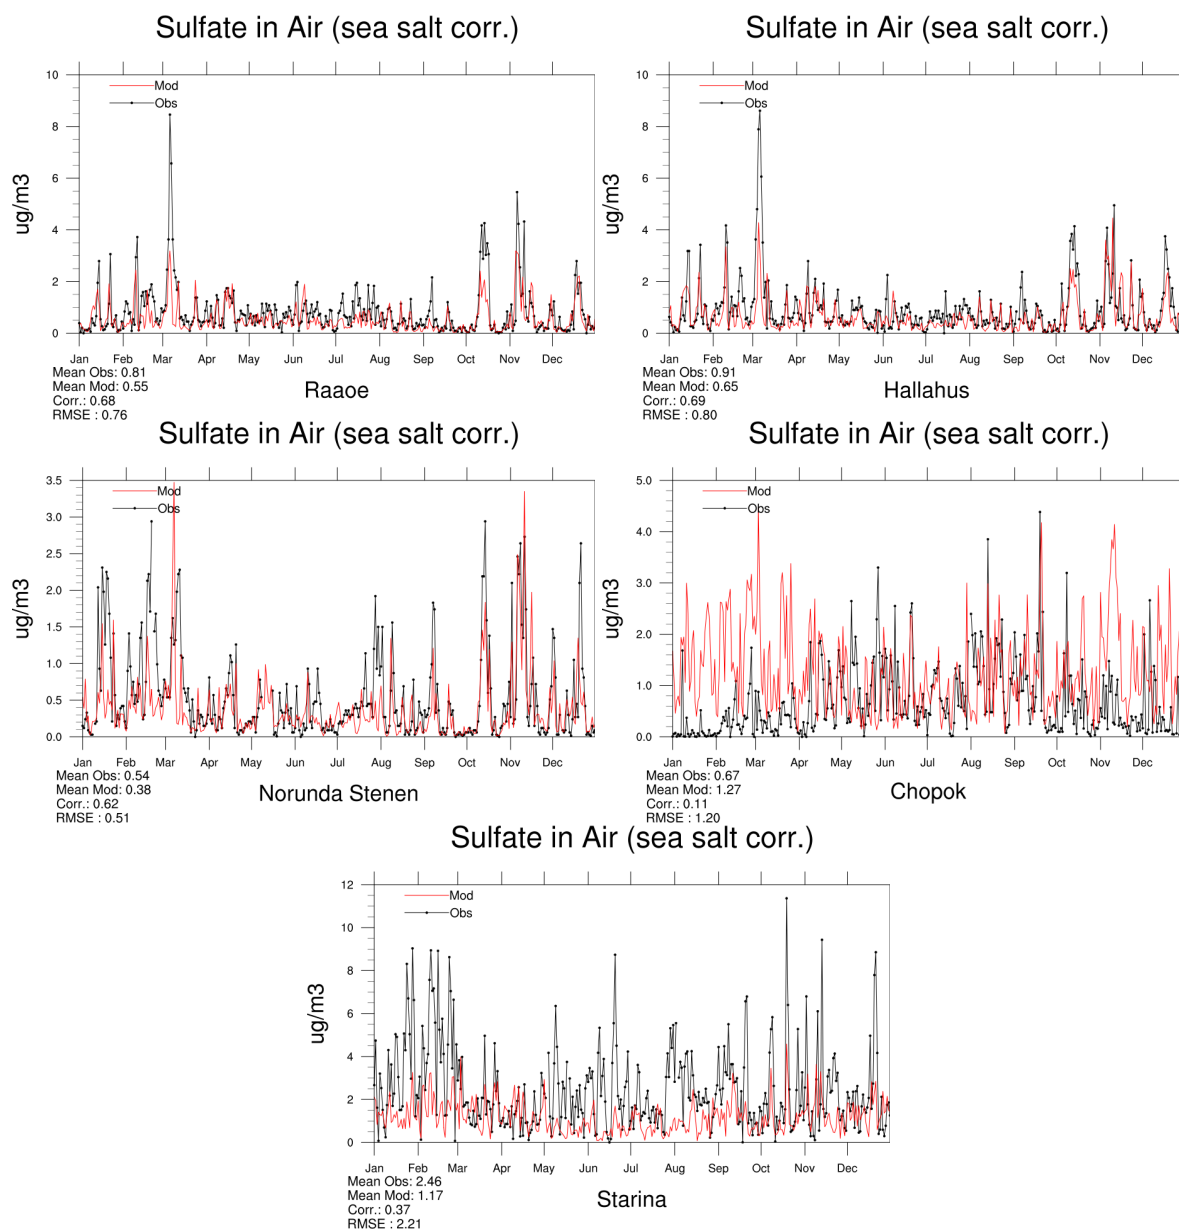 Sulfate in Air (sea salt corr.)
Sulfate in Air (sea salt corr.)
10
8
6
4
2
0
ug/m3
Mod
Obs
Jan Feb Mar Apr May Jun Jul Aug Sep Oct Nov Dec
Mean Obs: 0.81
Mean Mod: 0.55
Corr.: 0.68
RMSE : 0.76
Raaoe
10
8
6
4
2
0
ug/m3
Mod
Obs
Jan Feb Mar Apr May Jun Jul Aug Sep Oct Nov Dec
Mean Obs: 0.91
Mean Mod: 0.65
Corr.: 0.69
RMSE : 0.80
Hallahus
Sulfate in Air (sea salt corr.)
Sulfate in Air (sea salt corr.)
3.5
3.0
2.5
2.0
1.5
1.0
0.5
0.0
ug/m3
Mod
Obs
Jan Feb Mar Apr May Jun Jul Aug Sep Oct Nov Dec
Mean Obs: 0.54
Mean Mod: 0.38
Corr.: 0.62
RMSE : 0.51
Norunda Stenen
5.0
4.0
3.0
2.0
1.0
0.0
ug/m3
Mod
Obs
Jan Feb Mar Apr May Jun Jul Aug Sep Oct Nov Dec
Mean Obs: 0.67
Mean Mod: 1.27
Corr.: 0.11
RMSE : 1.20
Chopok
Sulfate in Air (sea salt corr.)
12
10
8
6
4
2
0
ug/m3
Mod
Obs
Jan Feb Mar Apr May Jun Jul Aug Sep Oct Nov Dec
Mean Obs: 2.46
Mean Mod: 1.17
Corr.: 0.37
RMSE : 2.21
Starina